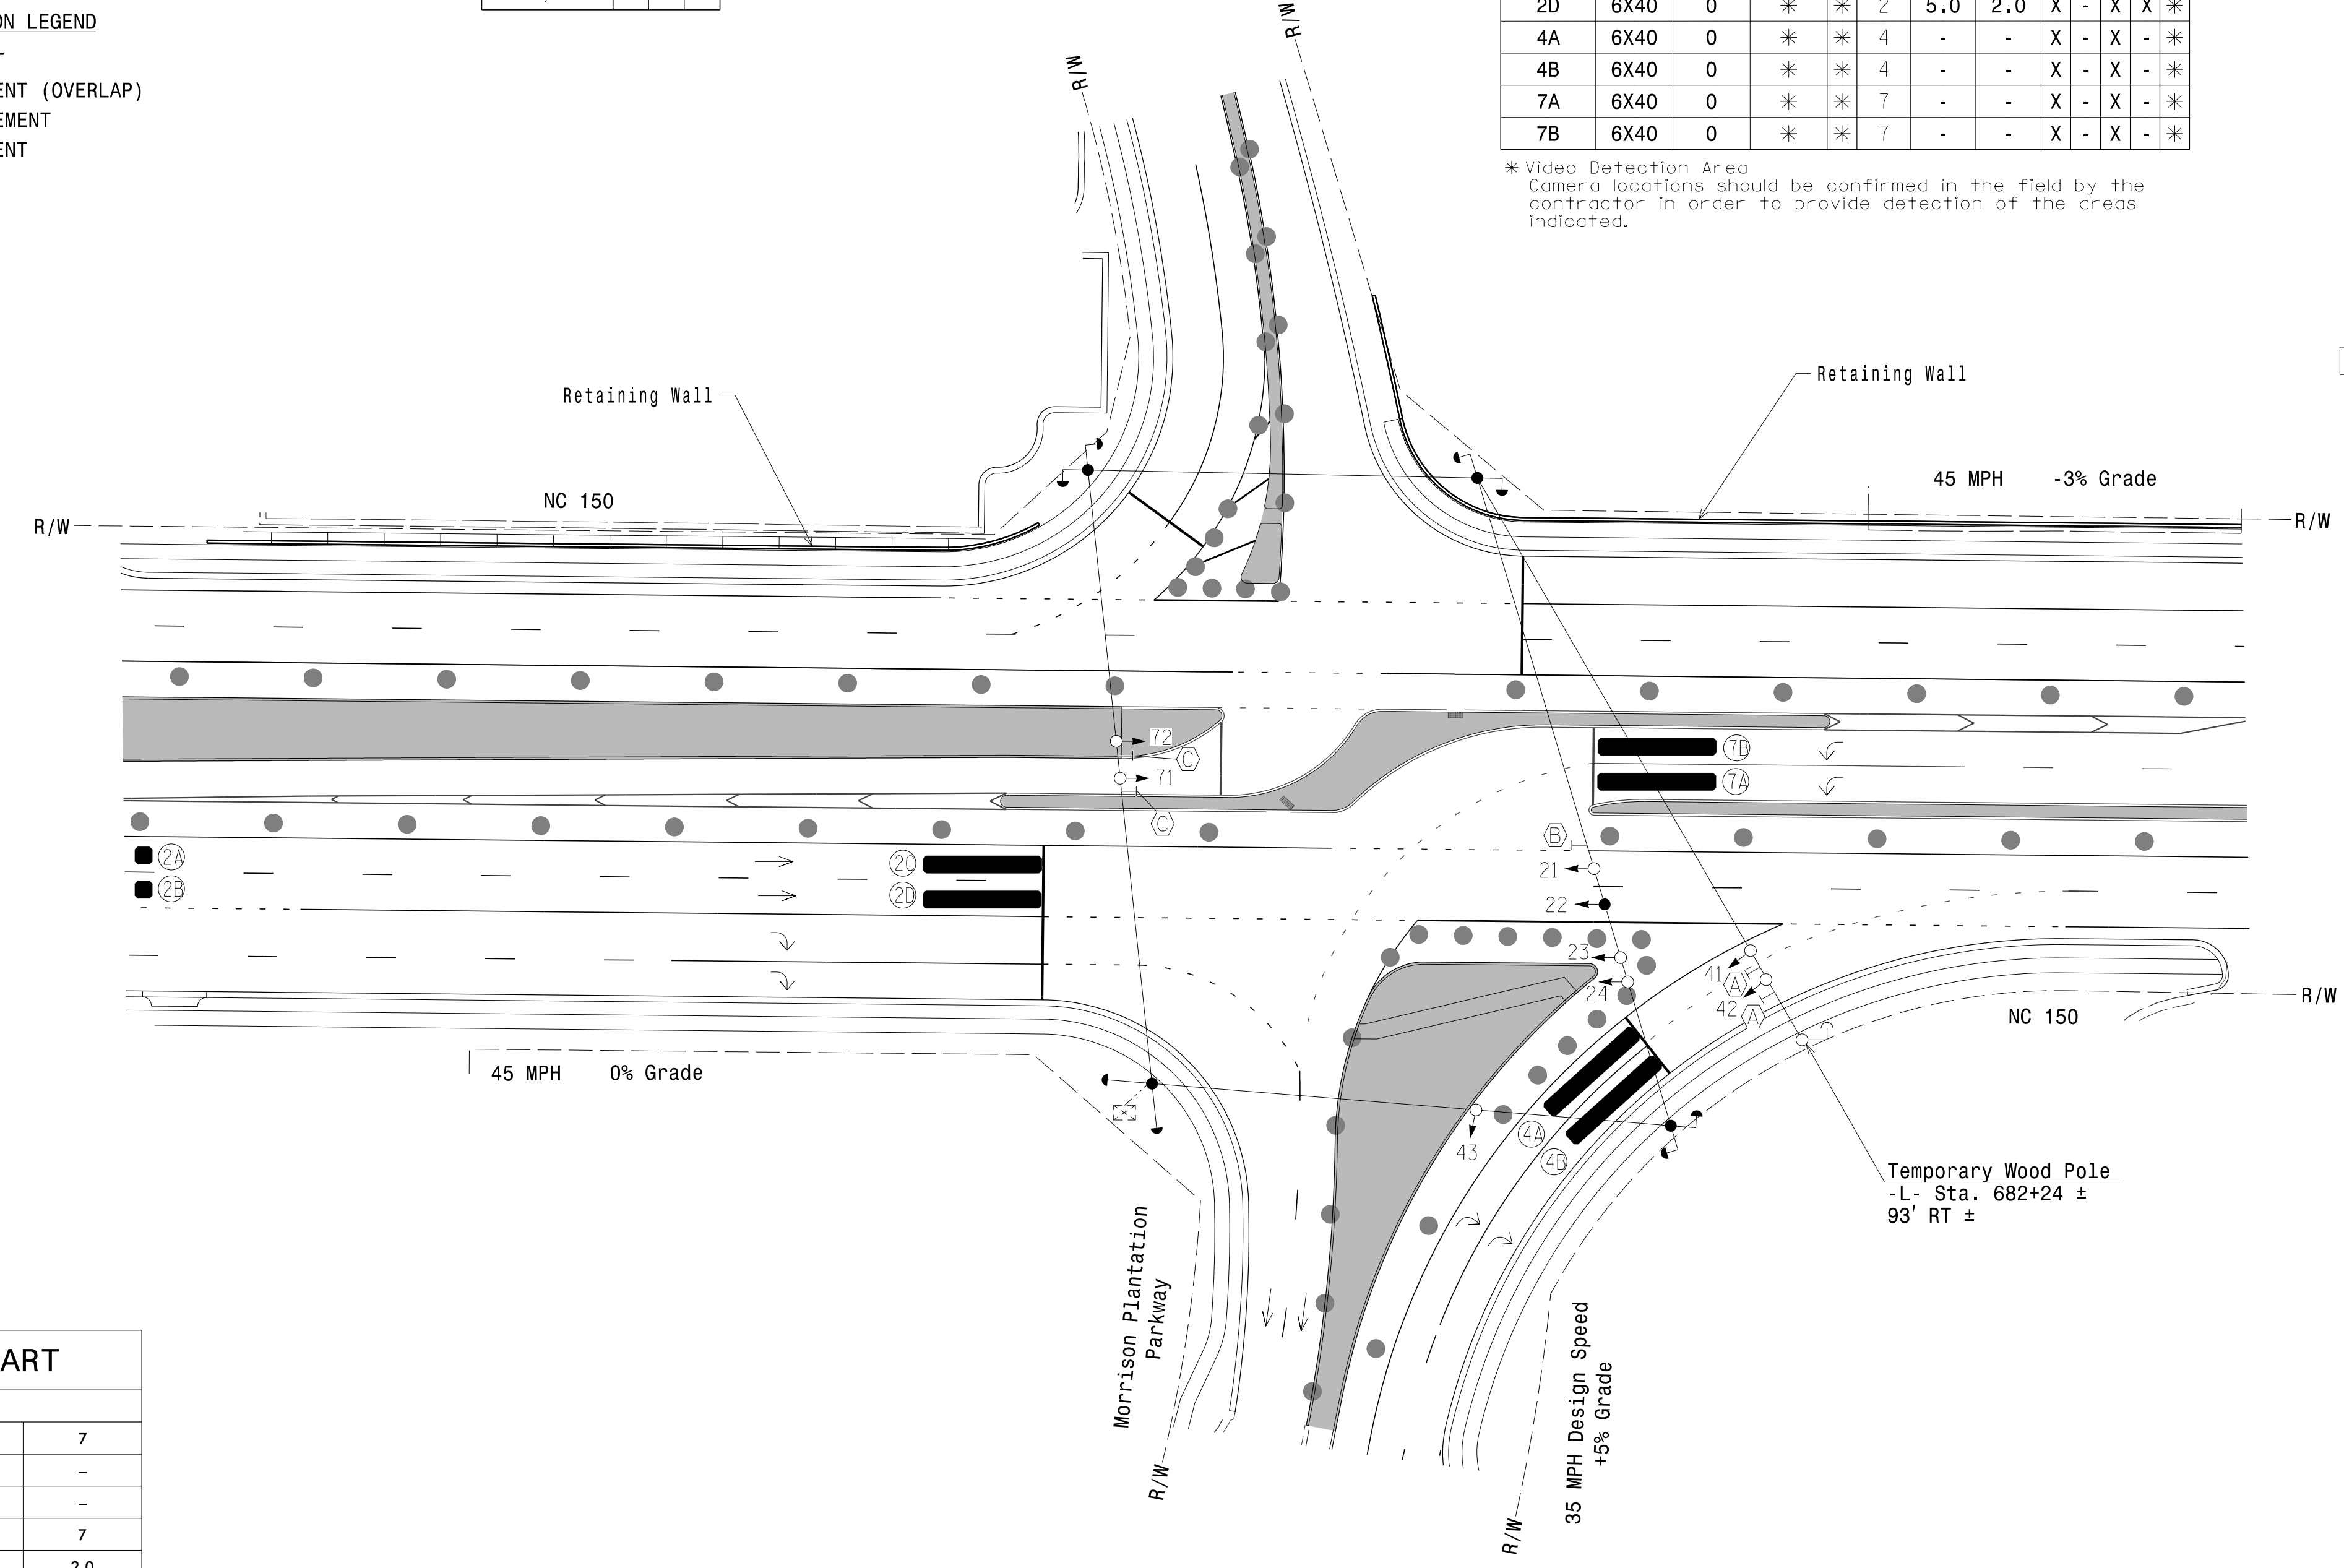 ON LEGEND
ENT (OVERLAP)
EMENT
ENT
2D 6X40 0 * * 2 5.0 2.0 X - X X *
4A 6X40 0 * * 4 - - X - X - *
4B 6X40 0 * * 4 - - X - X - *
7A 6X40 0 * * 7 - - X - X - *
7B 6X40 0 * * 7 - - X - X - *
* Video Detection Area
Camera locations should be confirmed in the field by the
contractor in order to provide detection of the areas
indicated.
R/W
R/W
Retaining Wall
Retaining Wall
NC 150
45 MPH -3% Grade
R/W
R/W
72
C
71
C
7B
7A
B
2A
2B
2C
2D
21
22
23
24
41
A
42
A
R/W
NC 150
45 MPH 0% Grade
43
4A
4B
Temporary Wood Pole
-L- Sta. 682+24 ±
93' RT ±
Morrison Plantation
Parkway
R/W
35 MPH Design Speed
+5% Grade
R/W
ART
7
-
-
7
2.0